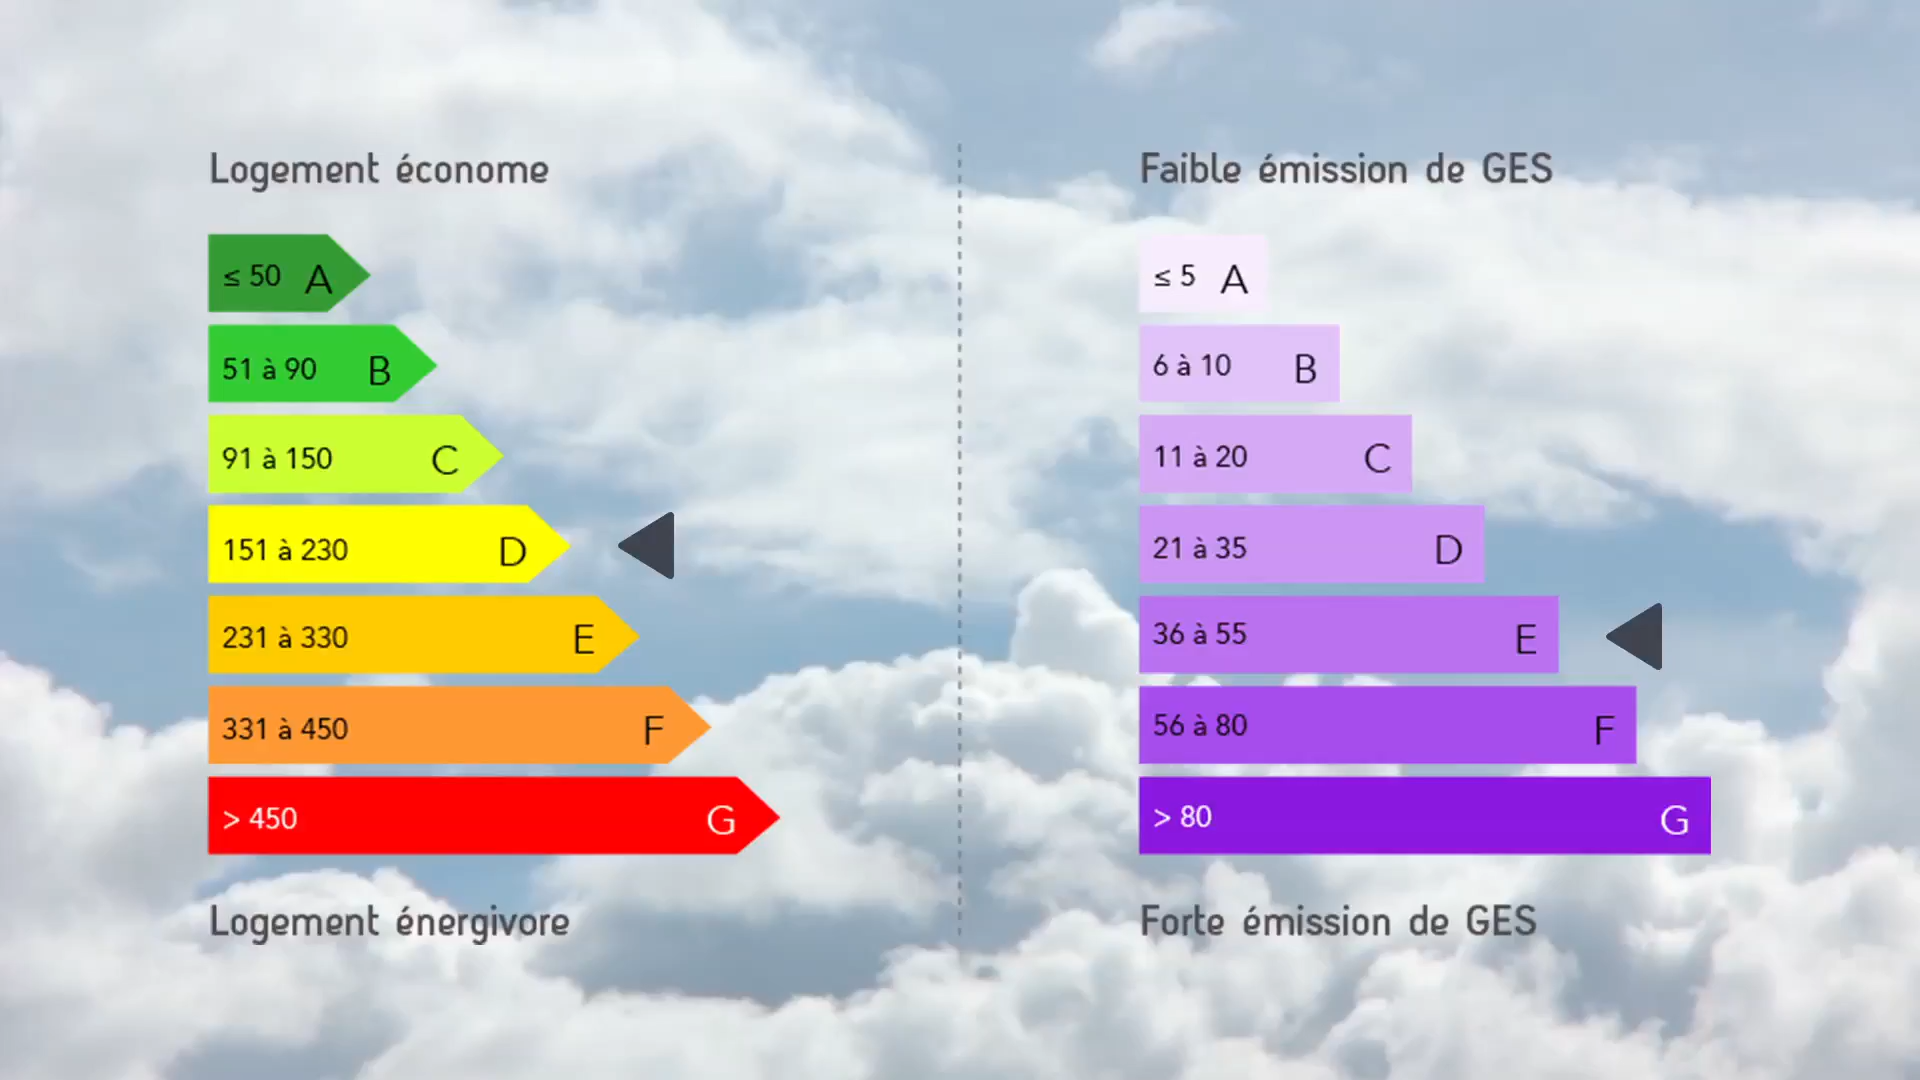 Logement économe
≤ 50 A
51 à 90 B
91 à 150 C
151 à 230 D
231 à 330 E
331 à 450 F
> 450 G
Logement énergivore
Faible émission de GES
≤ 5 A
6 à 10 B
11 à 20 C
21 à 35 D
36 à 55 E
56 à 80 F
> 80 G
Forte émission de GES